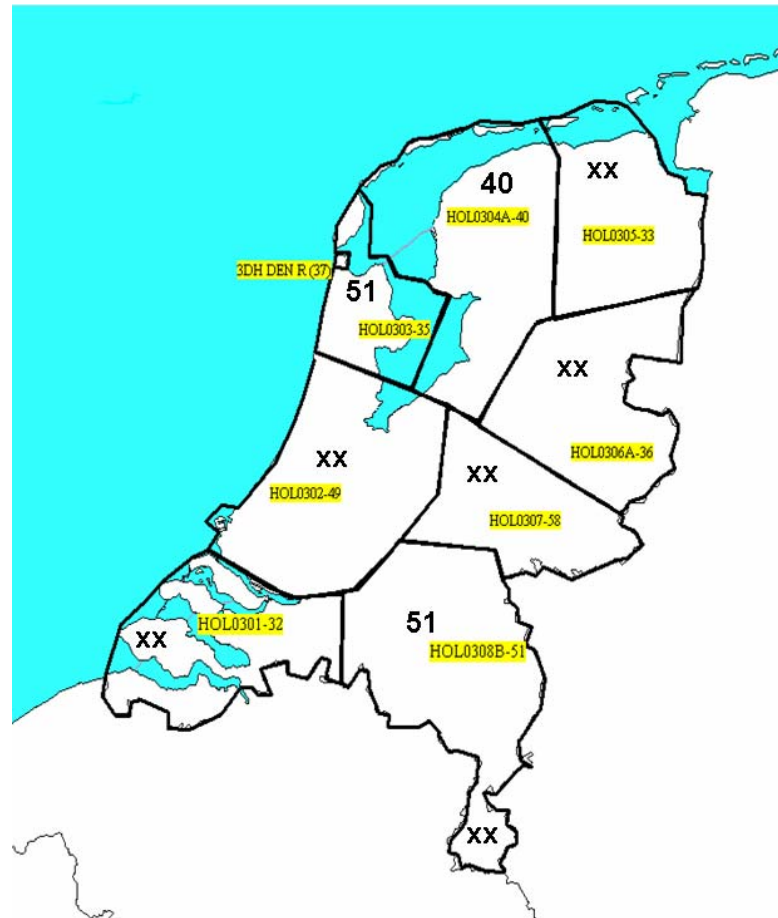 40
HOL0304A-40
xx
HOL0305-33
3DH DEN R (37)
51
HOL0303-35
xx
HOL0306A-36
xx
HOL0302-49
xx
HOL0307-58
HOL0301-32
xx
51
HOL0308B-51
xx